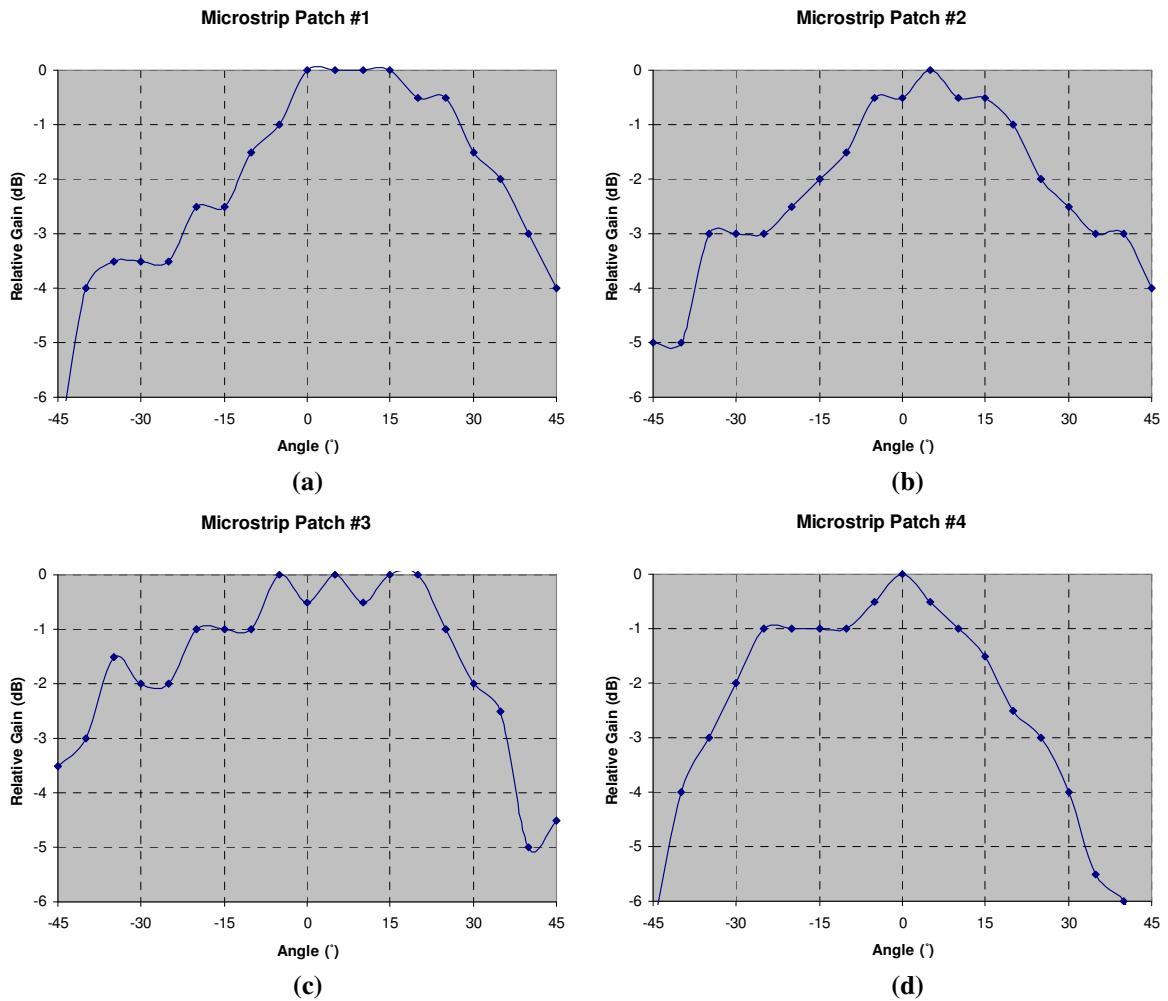 Microstrip Patch #1
0
-1
-2
-3
-4
-5
-6
-45 -30 -15 0 15 30 45
Relative Gain (dB)
Angle (°)
(a)
Microstrip Patch #2
0
-1
-2
-3
-4
-5
-6
-45 -30 -15 0 15 30 45
Relative Gain (dB)
Angle (°)
(b)
Microstrip Patch #3
0
-1
-2
-3
-4
-5
-6
-45 -30 -15 0 15 30 45
Relative Gain (dB)
Angle (°)
(c)
Microstrip Patch #4
0
-1
-2
-3
-4
-5
-6
-45 -30 -15 0 15 30 45
Relative Gain (dB)
Angle (°)
(d)